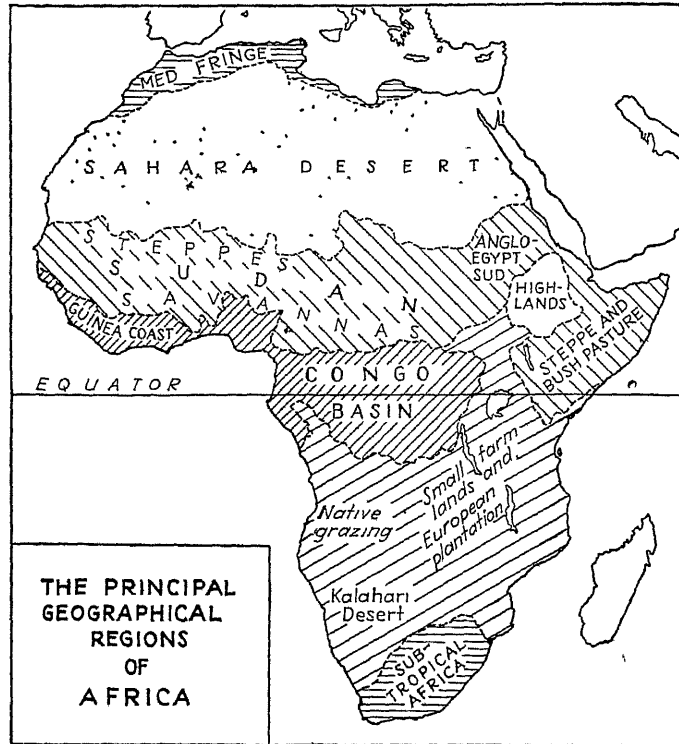 MED FRINGE
SAHARA DESERT
STEPPES
SUDAN
SAVANNAS
ANGLO-
EGYPT
SUD
HIGH-
LANDS
GUINEA COAST
STEPPE AND
BUSH PASTURE
CONGO
BASIN
EQUATOR
Small farm
lands and
European
plantation
Native
grazing
Kalahari
Desert
SUB-
TROPICAL
AFRICA
THE PRINCIPAL
GEOGRAPHICAL
REGIONS
OF
AFRICA